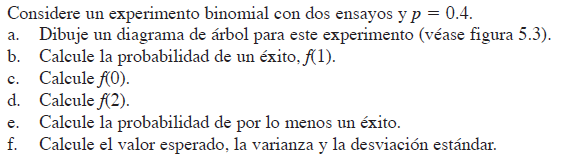 Considere un experimento binomial con dos ensayos y p = 0.4.
a. Dibuje un diagrama de árbol para este experimento (véase figura 5.3).
b. Calcule la probabilidad de un éxito, f(1).
c. Calcule f(0).
d. Calcule f(2).
e. Calcule la probabilidad de por lo menos un éxito.
f. Calcule el valor esperado, la varianza y la desviación estándar.